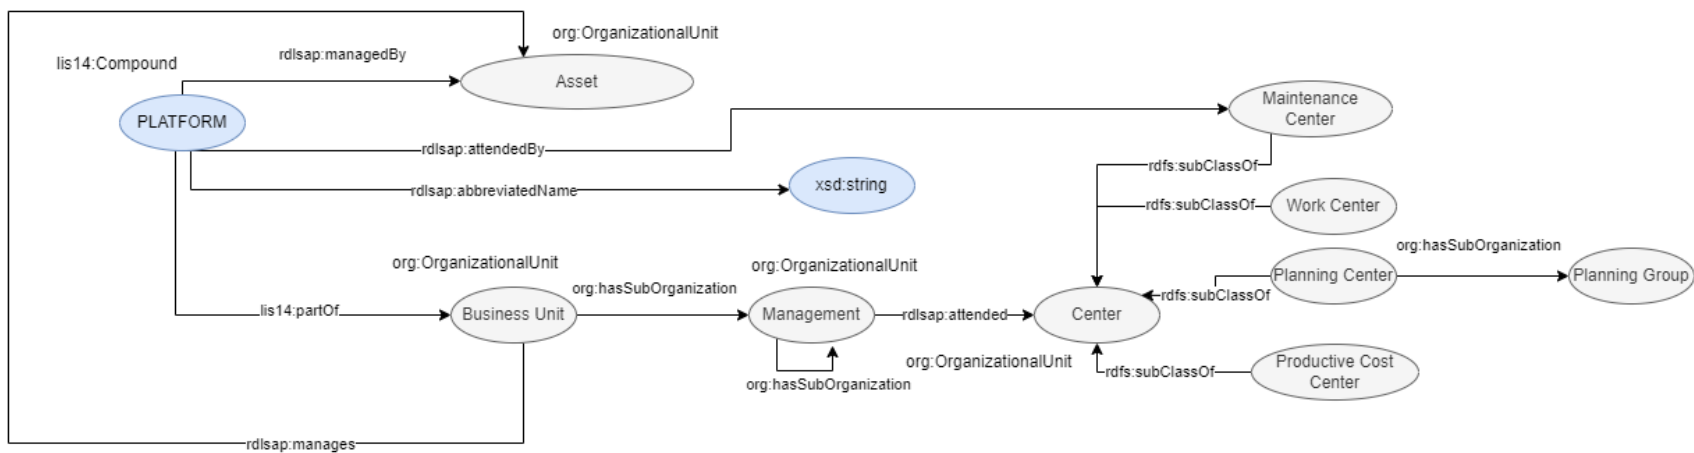 org:OrganizationalUnit
rdlsap:managedBy
lis14:Compound
Asset
PLATFORM
Maintenance
Center
rdlsap:attendedBy
rdfs:subClassOf
rdlsap:abbreviatedName
xsd:string
rdfs:subClassOf
Work Center
org:hasSubOrganization
org:OrganizationalUnit
org:OrganizationalUnit
Planning Center
Planning Group
org:hasSubOrganization
rdfs:subClassOf
lis14:partOf
Business Unit
Management
rdlsap:attended
Center
org:OrganizationalUnit
Productive Cost
Center
rdfs:subClassOf
org:hasSubOrganization
rdlsap:manages